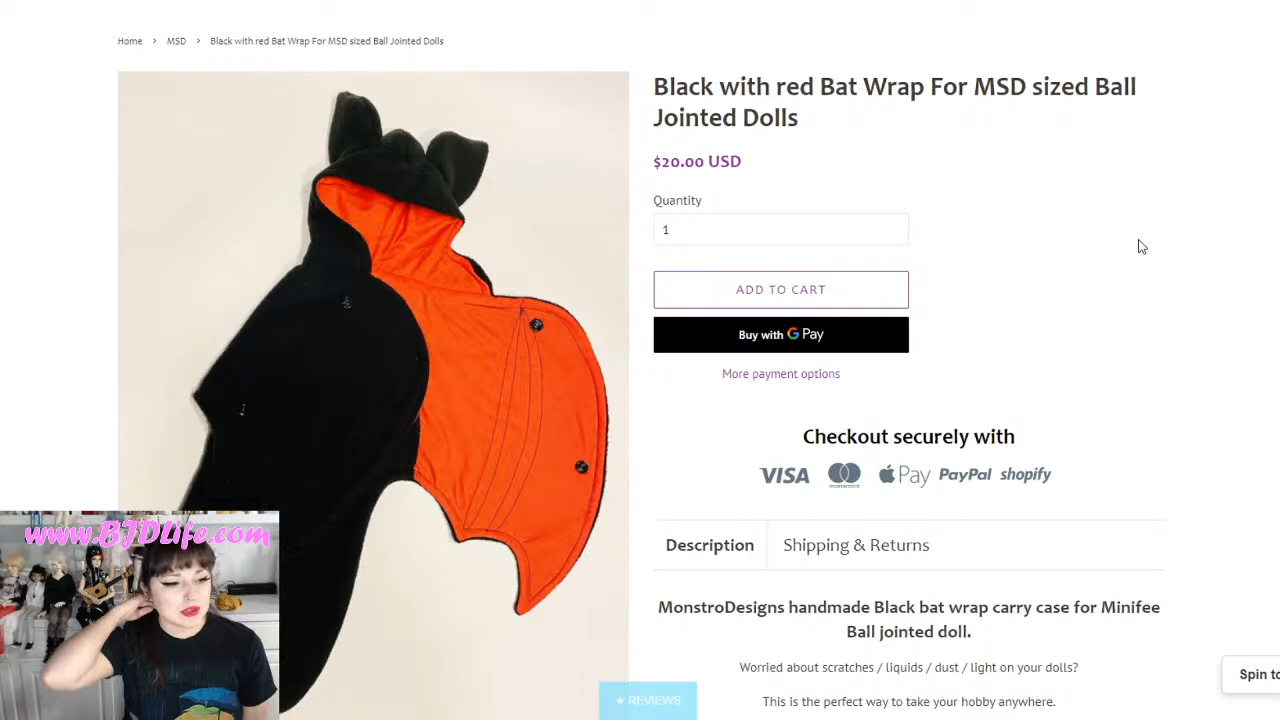 Home › MSD › Black with red Bat Wrap For MSD sized Ball Jointed Dolls
Black with red Bat Wrap For MSD sized Ball
Jointed Dolls
$20.00 USD
Quantity
1
ADD TO CART
Buy with G Pay
More payment options
Checkout securely with
VISA mastercard Pay PayPal shopify
Description
Shipping & Returns
MonstroDesigns handmade Black bat wrap carry case for Minifee
Ball jointed doll.
Worried about scratches / liquids / dust / light on your dolls?
This is the perfect way to take your hobby anywhere.
www.BJDLife.com
★ REVIEWS
Spin to